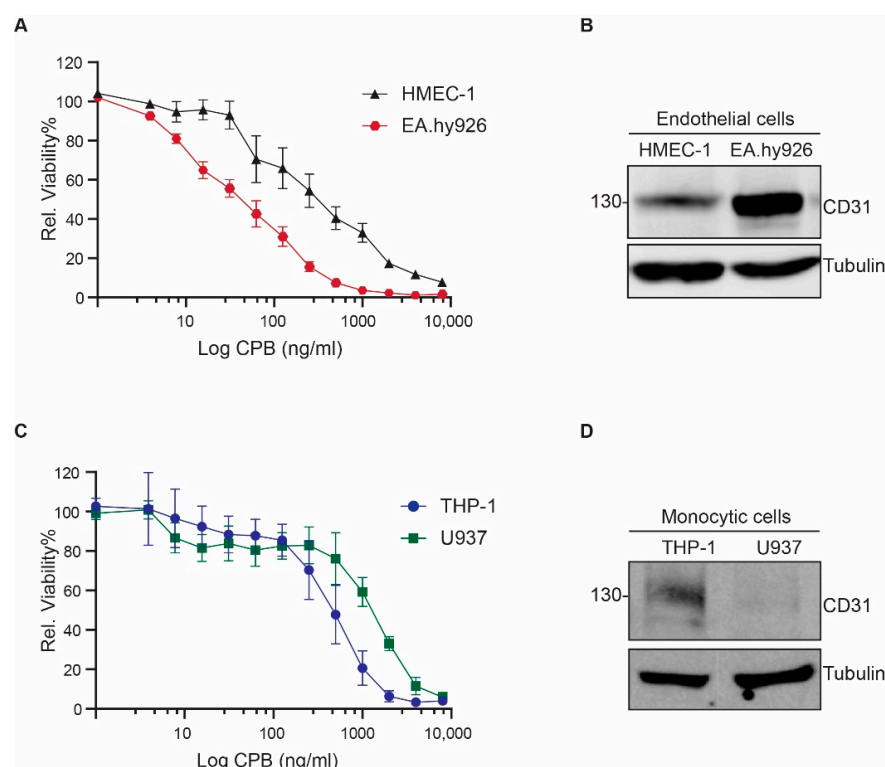 A
Rel. Viability%
120
100
80
60
40
20
0
10
100
1000
10,000
Log CPB (ng/ml)
HMEC-1
EA.hy926
B
Endothelial cells
HMEC-1 EA.hy926
130-
CD31
Tubulin
C
Rel. Viability%
120
100
80
60
40
20
0
10
100
1000
10,000
Log CPB (ng/ml)
THP-1
U937
D
Monocytic cells
THP-1 U937
130-
CD31
Tubulin